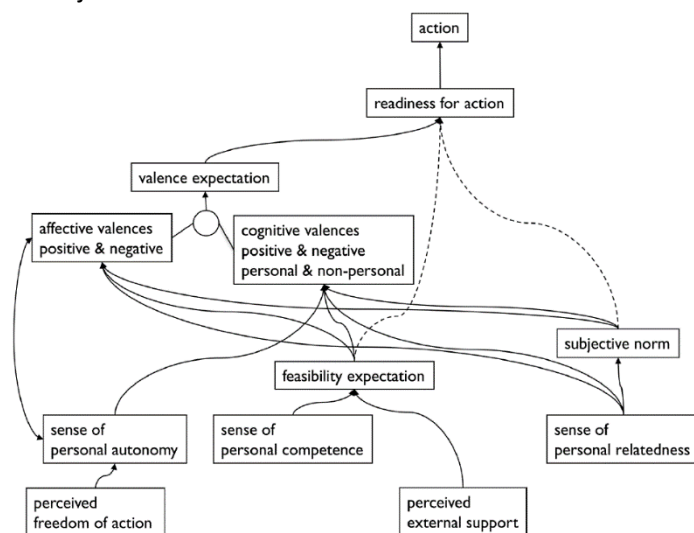 action
readiness for action
valence expectation
affective valences
positive & negative
cognitive valences
positive & negative
personal & non-personal
subjective norm
feasibility expectation
sense of
personal autonomy
sense of
personal competence
sense of
personal relatedness
perceived
freedom of action
perceived
external support